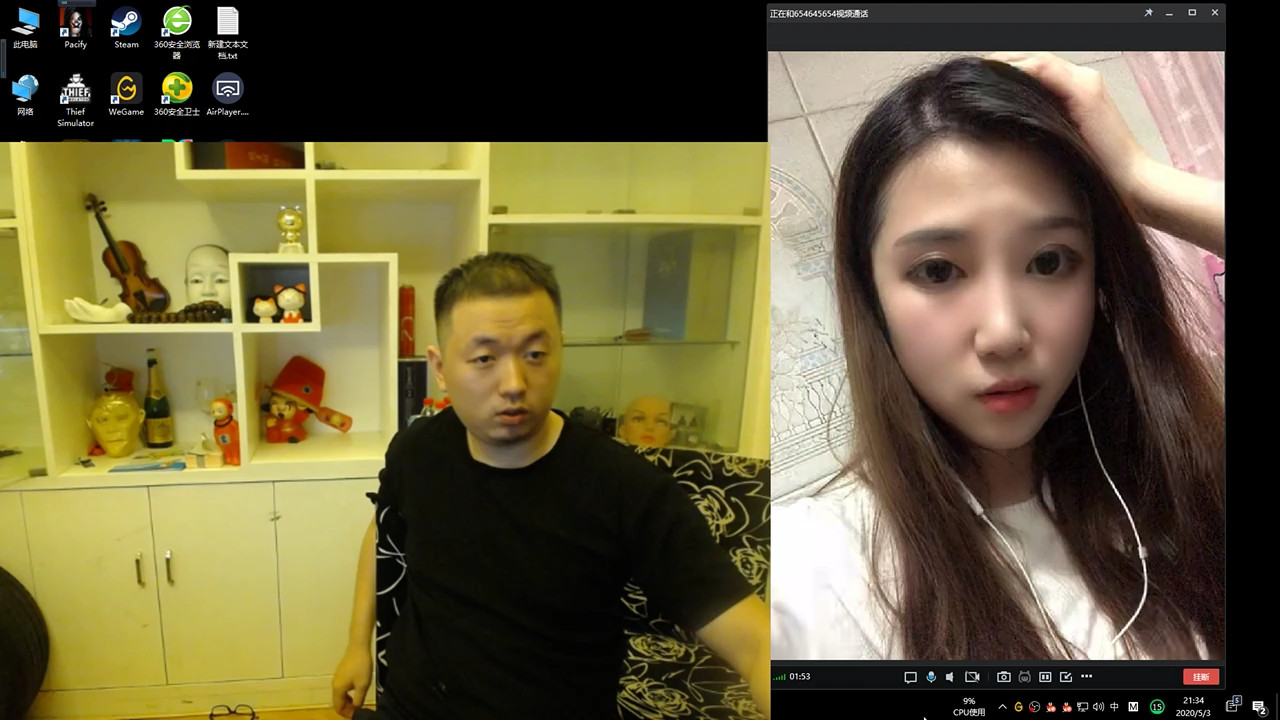 正在和654645654视频通话
此电脑
Pacify
Steam
360安全浏览
器
新建文本文
档.txt
网络
THIEF
Thief
Simulator
WeGame
360安全卫士
AirPlayer....
01:53
挂断
9%
CPU使用
中
M
15
21:34
2020/5/3
2